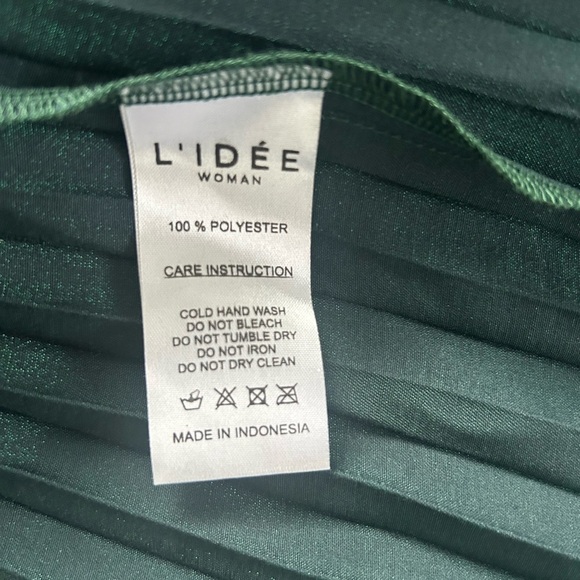 L'IDÉE
WOMAN
100 % POLYESTER
CARE INSTRUCTION
COLD HAND WASH
DO NOT BLEACH
DO NOT TUMBLE DRY
DO NOT IRON
DO NOT DRY CLEAN
MADE IN INDONESIA